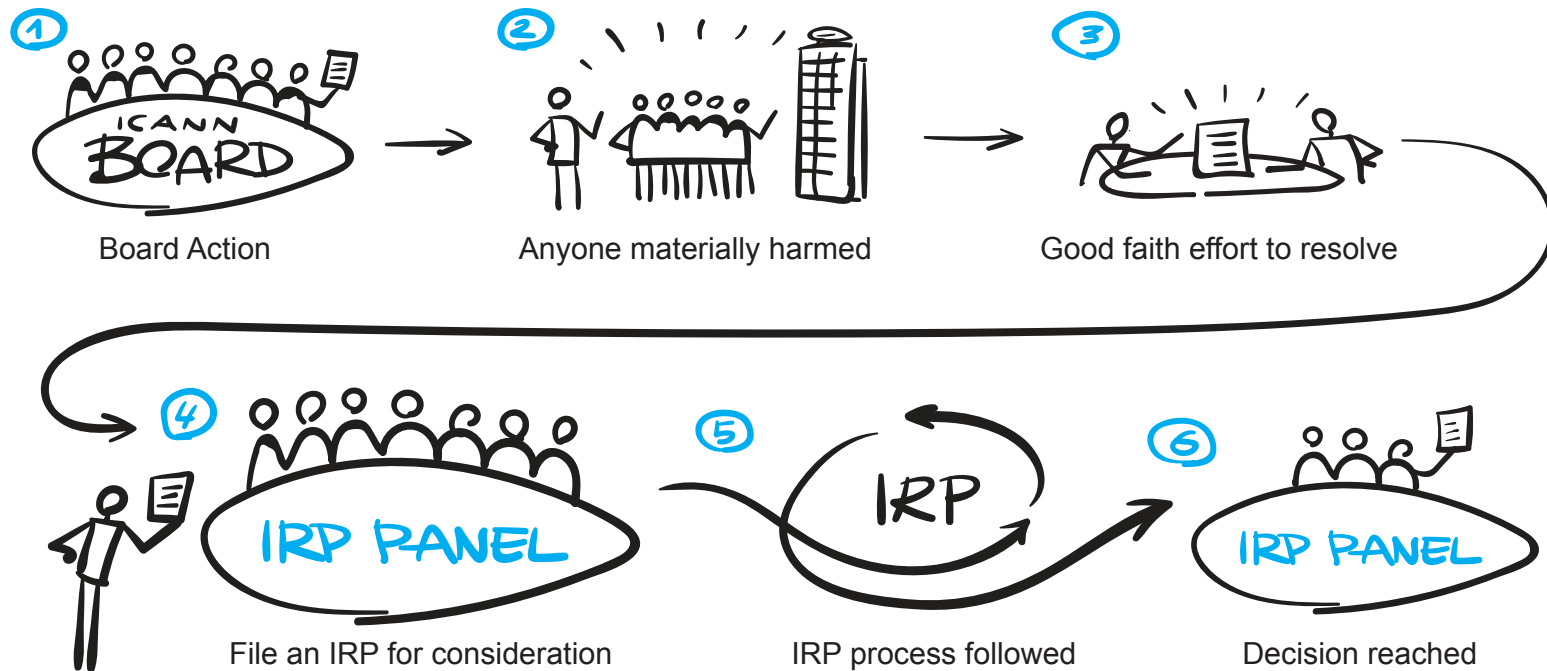 1
ICANN
BOARD
Board Action
2
Anyone materially harmed
3
Good faith effort to resolve
4
IRP PANEL
File an IRP for consideration
5
IRP
IRP process followed
6
IRP PANEL
Decision reached